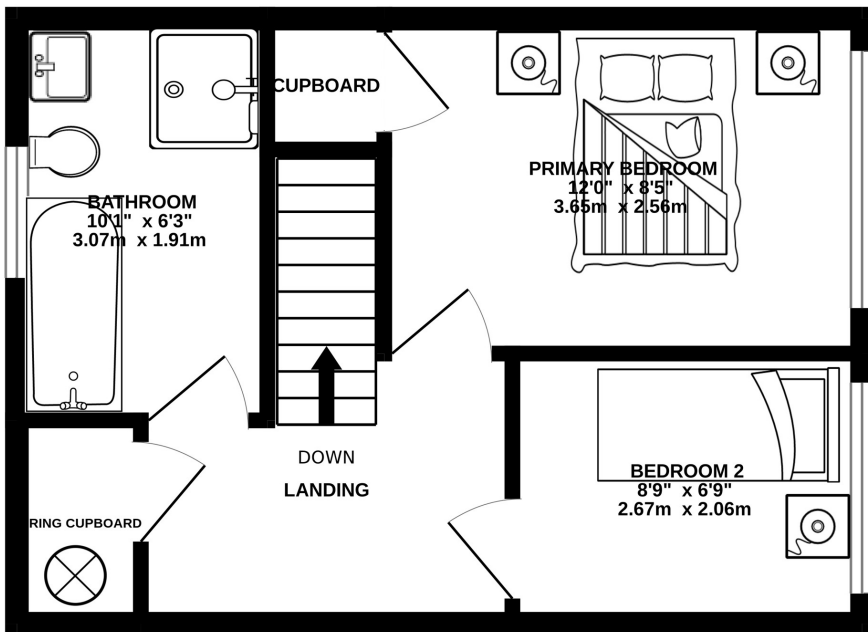 CUPBOARD
PRIMARY BEDROOM
12'0" x 8'5"
3.65m x 2.56m
BATHROOM
10'1" x 6'3"
3.07m x 1.91m
DOWN
LANDING
BEDROOM 2
8'9" x 6'9"
2.67m x 2.06m
RING CUPBOARD